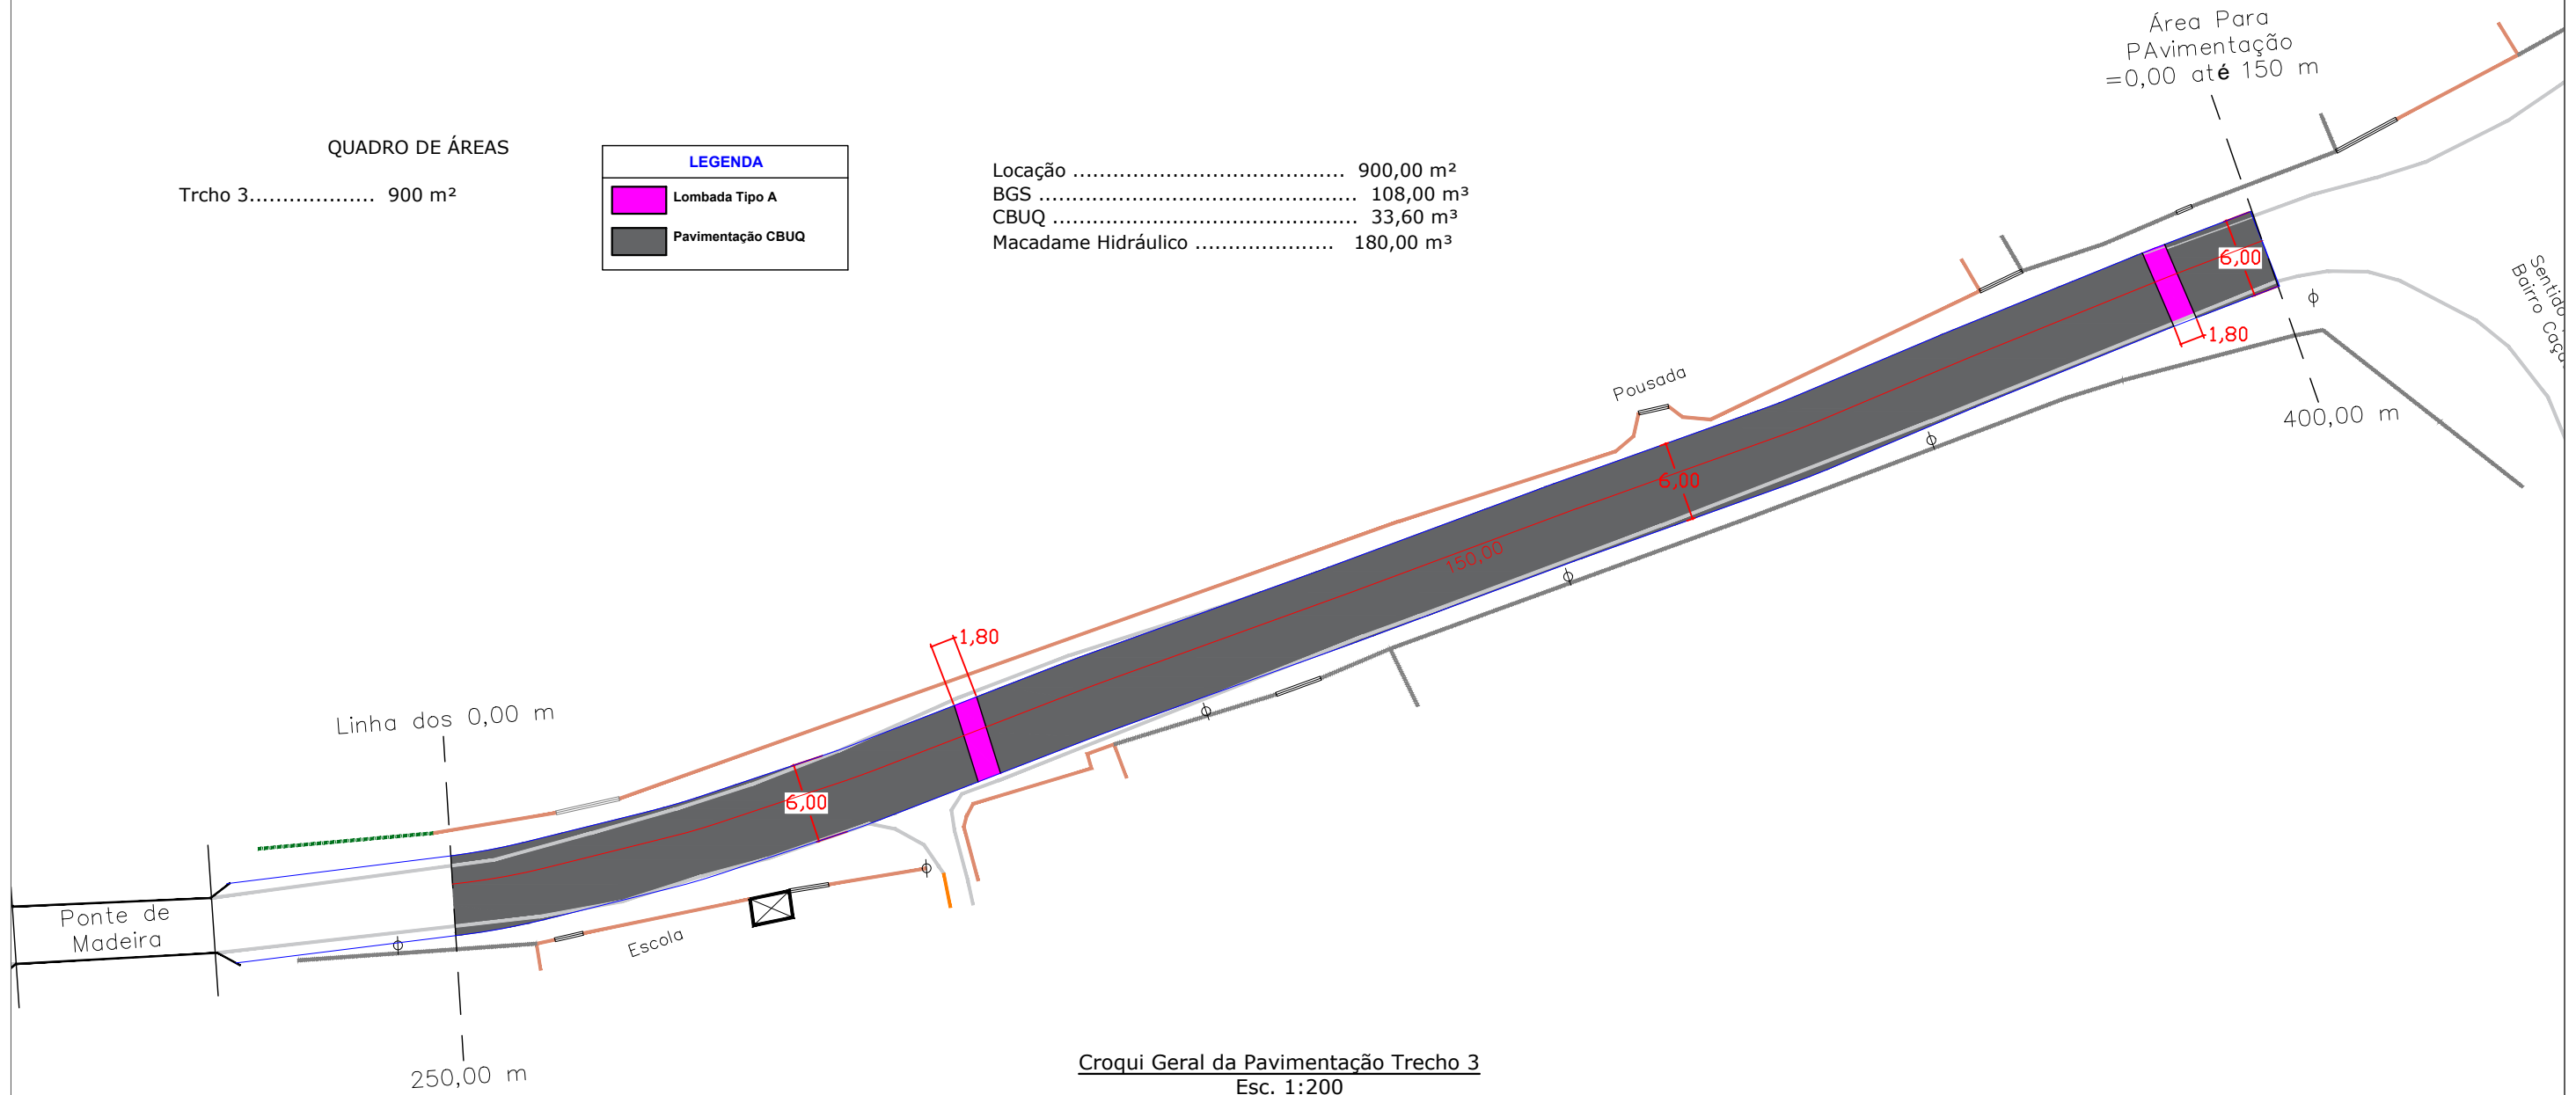 Área Para
PAvimentação
=0,00 até 150 m
QUADRO DE ÁREAS
Trcho 3................... 900 m²
LEGENDA
Lombada Tipo A
Pavimentação CBUQ
Locação ......................................... 900,00 m²
BGS ................................................ 108,00 m³
CBUQ .............................................. 33,60 m³
Macadame Hidráulico ..................... 180,00 m³
6,00
1,80
Sentido
Bairro
400,00 m
Pousada
6,00
150,00
1,80
Linha dos 0,00 m
6,00
Ponte de
Madeira
Escola
250,00 m
Croqui Geral da Pavimentação Trecho 3
Esc. 1:200